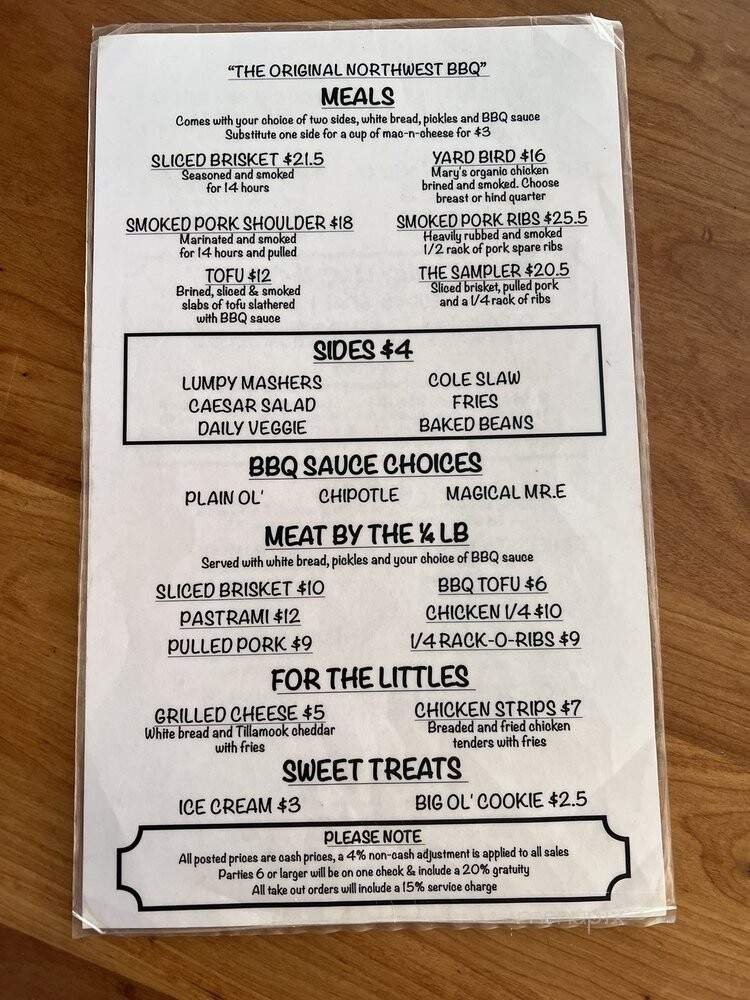 "THE ORIGINAL NORTHWEST BBQ"
MEALS
Comes with your choice of two sides, white bread, pickles and BBQ sauce
Substitute one side for a cup of mac-n-cheese for $3
SLICED BRISKET $21.5
Seasoned and smoked
for 14 hours
YARD BIRD $16
Mary's organic chicken
brined and smoked. Choose
breast or hind quarter
SMOKED PORK SHOULDER $18
Marinated and smoked
for 14 hours and pulled
SMOKED PORK RIBS $25.5
Heavily rubbed and smoked
1/2 rack of pork spare ribs
TOFU $12
Brined, sliced & smoked
slabs of tofu slathered
with BBQ sauce
THE SAMPLER $20.5
Sliced brisket, pulled pork
and a 1/4 rack of ribs
SIDES $4
LUMPY MASHERS
COLE SLAW
CAESAR SALAD
FRIES
DAILY VEGGIE
BAKED BEANS
BBQ SAUCE CHOICES
PLAIN OL' CHIPOTLE MAGICAL MR.E
MEAT BY THE ¼ LB
Served with white bread, pickles and your choice of BBQ sauce
SLICED BRISKET $10
BBQ TOFU $6
PASTRAMI $12
CHICKEN 1/4 $10
PULLED PORK $9
1/4 RACK-O-RIBS $9
FOR THE LITTLES
GRILLED CHEESE $5
White bread and Tillamook cheddar
with fries
CHICKEN STRIPS $7
Breaded and fried chicken
tenders with fries
SWEET TREATS
ICE CREAM $3
BIG OL' COOKIE $2.5
PLEASE NOTE
All posted prices are cash prices, a 4% non-cash adjustment is applied to all sales
Parties 6 or larger will be on one check & include a 20% gratuity
All take out orders will include a 15% service charge